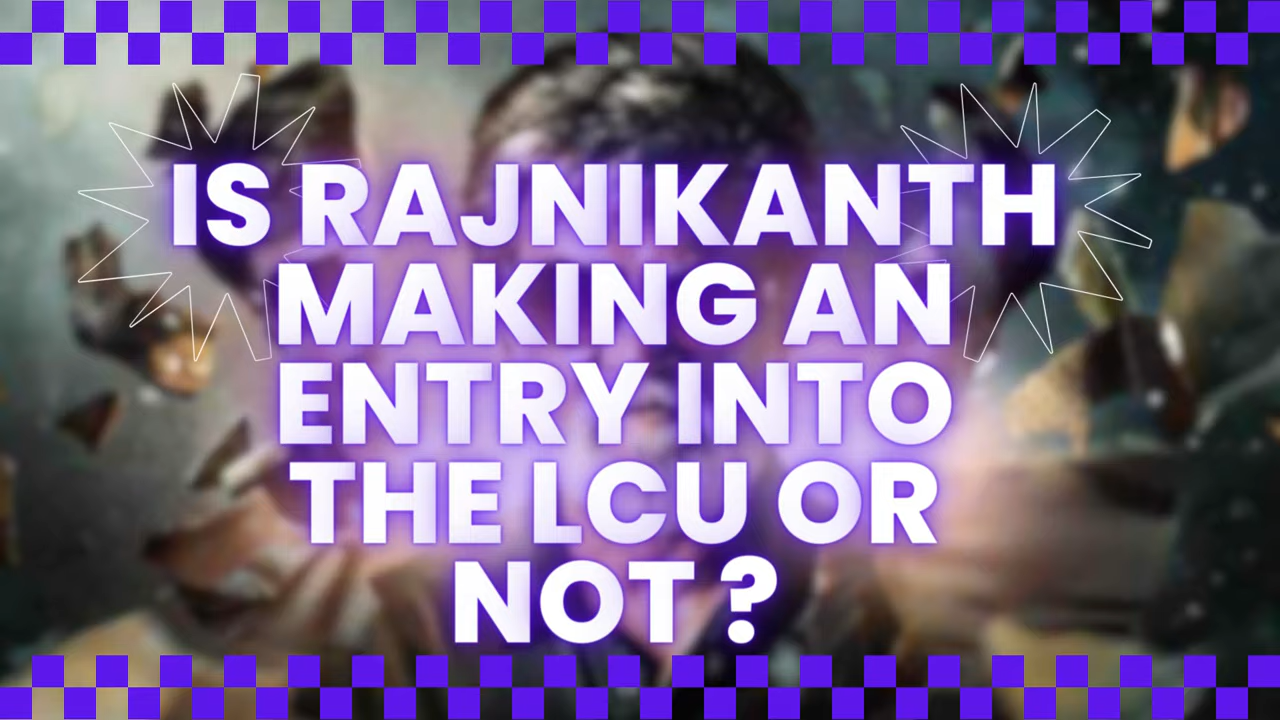 IS RAJNIKANTH
MAKING AN
ENTRY INTO
THE LCU OR
NOT ?